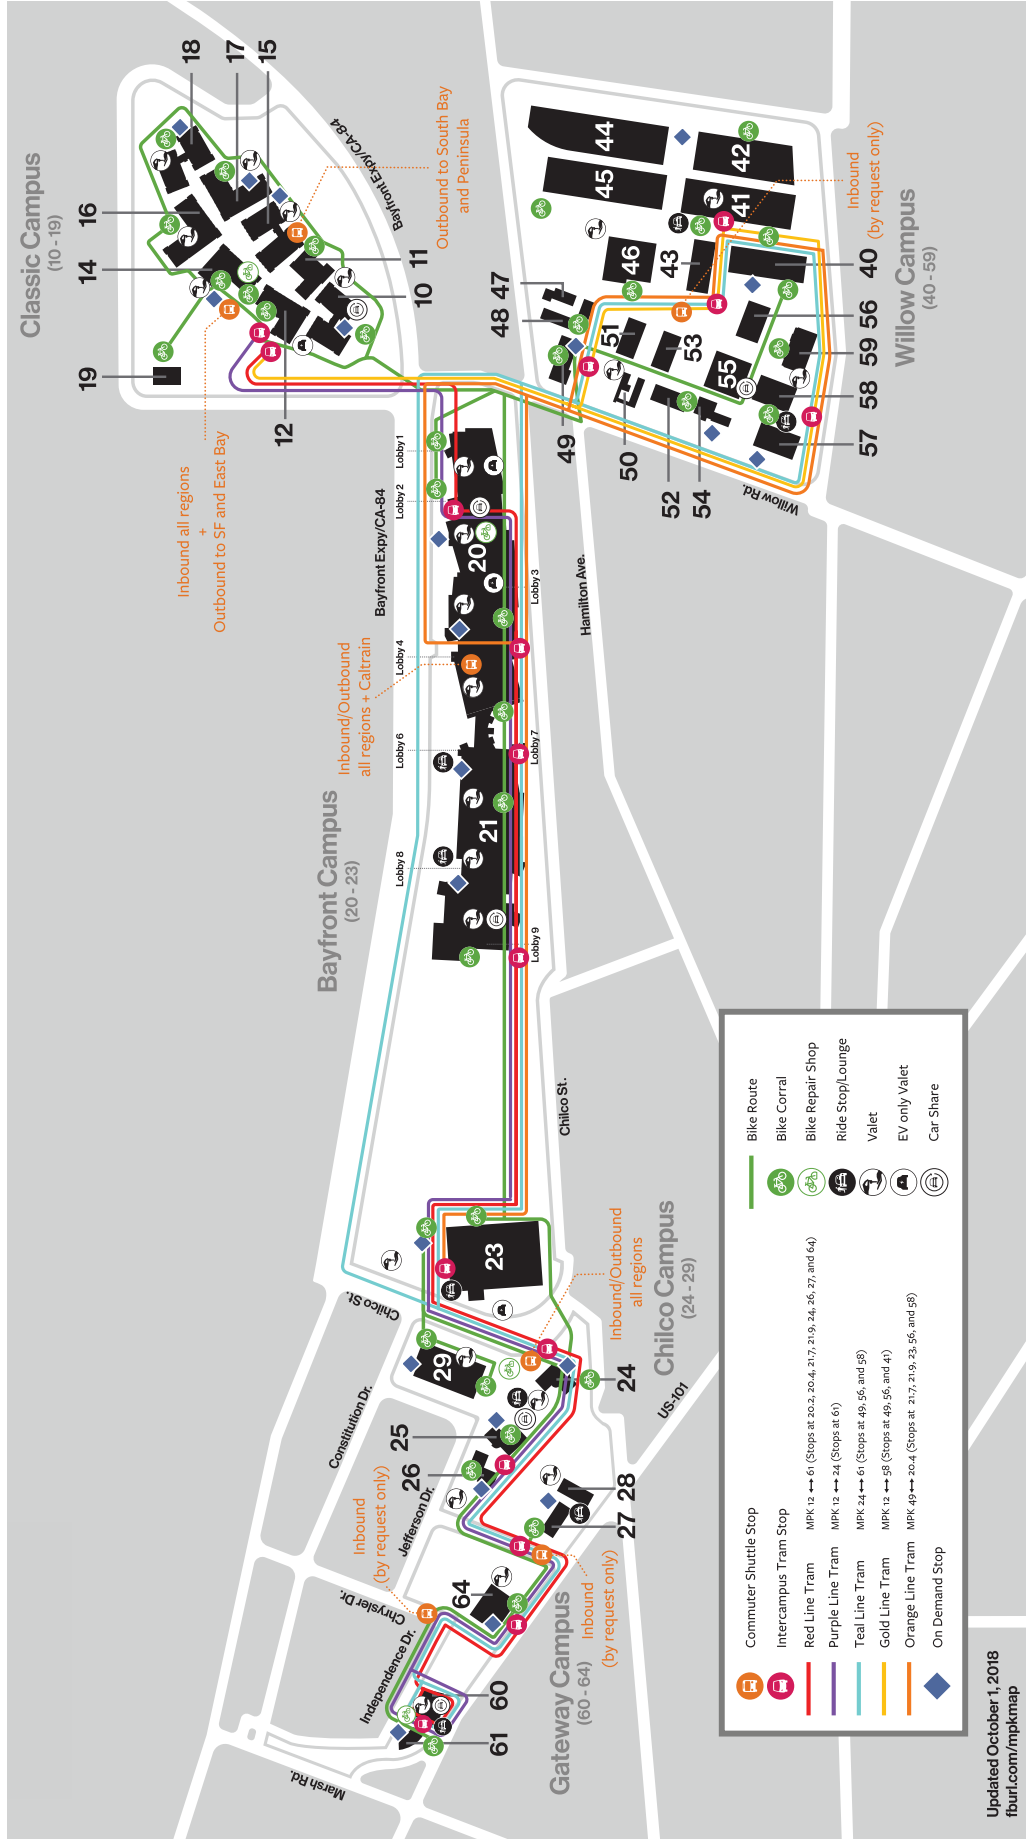 Classic Campus
(10 - 19)
18
17
15
16
14
19
12
11
10
Bayfront Expy/CA-84
Outbound to South Bay
and Peninsula
Inbound all regions
+
Outbound to SF and East Bay
Willow Campus
(40 - 59)
44
45
42
41
46
43
47
48
51
53
55
49
50
52
54
40
56
59
58
57
Inbound
(by request only)
Willow Rd.
Hamilton Ave.
Bayfront Campus
(20 - 23)
Bayfront Expy/CA-84
Lobby 1
Lobby 2
Lobby 3
Lobby 4
Lobby 6
Lobby 7
Lobby 8
Lobby 9
20
21
23
Inbound/Outbound
all regions + Caltrain
Chilco St.
Chilco St.
Chilco Campus
(24 - 29)
Inbound/Outbound
all regions
29
24
25
26
28
27
Constitution Dr.
Jefferson Dr.
US-101
Inbound
(by request only)
Chrysler Dr.
Independence Dr.
64
Inbound
(by request only)
Gateway Campus
(60 - 64)
60
61
Marsh Rd.
Commuter Shuttle Stop
Intercampus Tram Stop
Red Line Tram MPK 12 ↔ 61 (Stops at 20.2, 20.4, 21.7, 21.9, 24, 26, 27, and 64)
Purple Line Tram MPK 12 ↔ 24 (Stops at 61)
Teal Line Tram MPK 24 ↔ 61 (Stops at 49, 56, and 58)
Gold Line Tram MPK 12 ↔ 58 (Stops at 49, 56, and 41)
Orange Line Tram MPK 49 ↔ 20.4 (Stops at 21.7, 21.9, 23, 56, and 58)
On Demand Stop
Bike Route
Bike Corral
Bike Repair Shop
Ride Stop/Lounge
Valet
EV only Valet
Car Share
Updated October 1, 2018
fburl.com/mpkmap